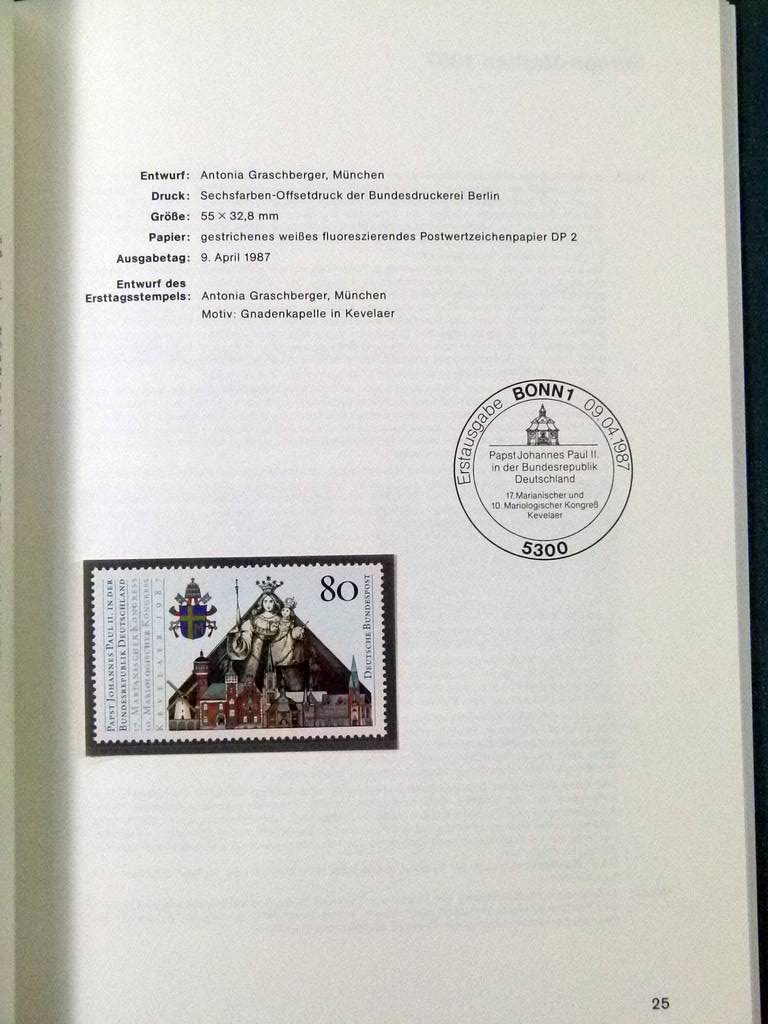 Entwurf: Antonia Graschberger, München
Druck: Sechsfarben-Offsetdruck der Bundesdruckerei Berlin
Größe: 55 × 32,8 mm
Papier: gestrichenes weißes fluoreszierendes Postwertzeichenpapier DP 2
Ausgabetag: 9. April 1987
Entwurf des
Ersttagsstempels: Antonia Graschberger, München
Motiv: Gnadenkapelle in Kevelaer
Erstausgabe BONN 1 09.04.1987
Papst Johannes Paul II.
in der Bundesrepublik
Deutschland
17. Marianischer und
10. Mariologischer Kongreß
Kevelaer
5300
PAPST JOHANNES PAUL II. IN DER
BUNDESREPUBLIK DEUTSCHLAND
17. MARIANISCHER KONGRESS
10. MARIOLOGISCHER KONGRESS
KEVELAER 1987
80
DEUTSCHE BUNDESPOST
25